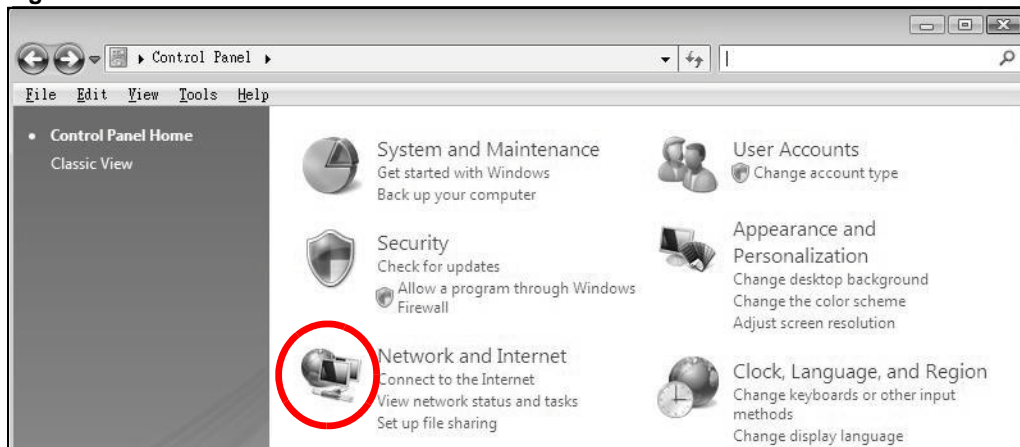 Control Panel
File Edit View Tools Help
Control Panel Home
Classic View
System and Maintenance
Get started with Windows
Back up your computer
Security
Check for updates
Allow a program through Windows
Firewall
Network and Internet
Connect to the Internet
View network status and tasks
Set up file sharing
User Accounts
Change account type
Appearance and
Personalization
Change desktop background
Change the color scheme
Adjust screen resolution
Clock, Language, and Region
Change keyboards or other input
methods
Change display language